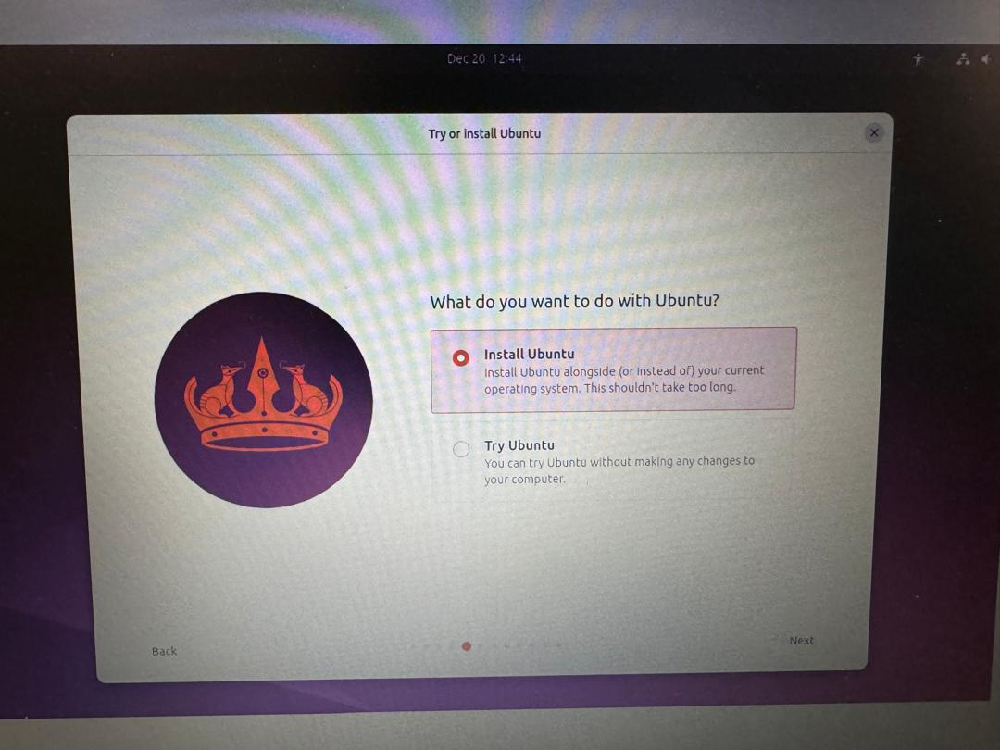 Dec 20 12:44
Try or install Ubuntu
What do you want to do with Ubuntu?
Install Ubuntu
Install Ubuntu alongside (or instead of) your current
operating system. This shouldn't take too long.
Try Ubuntu
You can try Ubuntu without making any changes to
your computer.
Back
Next